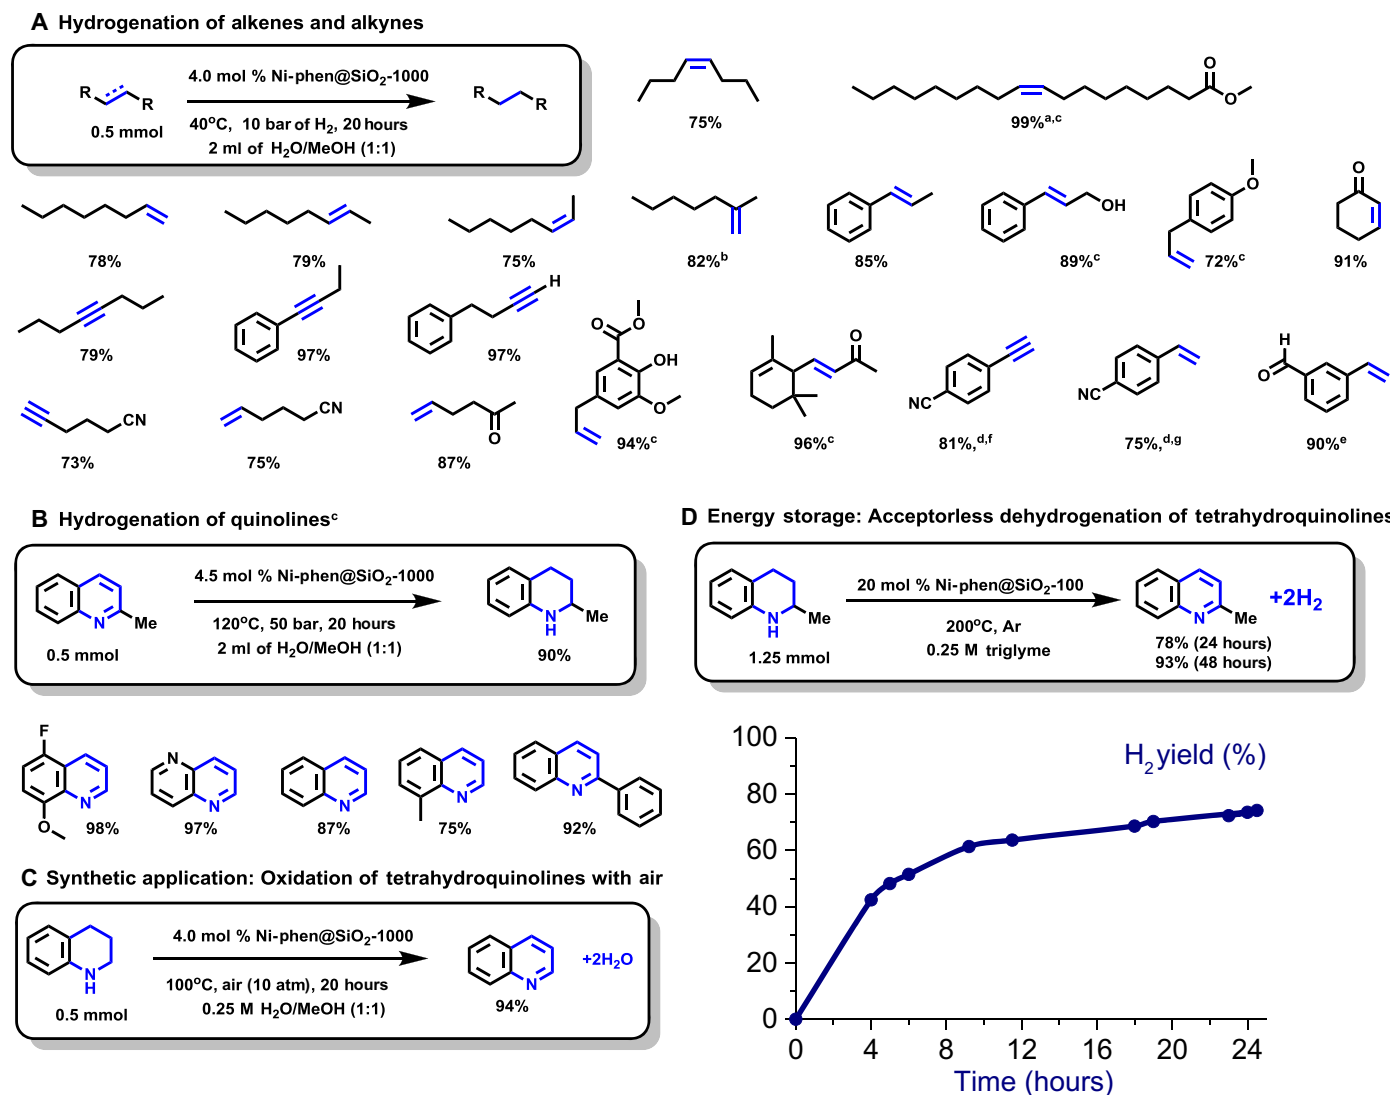 A Hydrogenation of alkenes and alkynes
R
R
0.5 mmol
4.0 mol % Ni-phen@SiO2-1000
40°C, 10 bar of H2, 20 hours
2 ml of H2O/MeOH (1:1)
R
R
75%
O
O
99%a,c
78%
79%
75%
82%b
85%
OH
89%c
O
72%c
O
91%
79%
97%
H
97%
O
O
OH
O
94%c
O
96%c
CN
81%,d,f
CN
75%,d,g
H
O
90%e
CN
73%
CN
75%
O
87%
B Hydrogenation of quinolinesc
N
Me
0.5 mmol
4.5 mol % Ni-phen@SiO2-1000
120°C, 50 bar, 20 hours
2 ml of H2O/MeOH (1:1)
N
H
Me
90%
F
N
O
98%
N
N
97%
N
87%
N
75%
N
92%
C Synthetic application: Oxidation of tetrahydroquinolines with air
N
H
0.5 mmol
4.0 mol % Ni-phen@SiO2-1000
100°C, air (10 atm), 20 hours
0.25 M H2O/MeOH (1:1)
N
94%
+2H2O
D Energy storage: Acceptorless dehydrogenation of tetrahydroquinolines
N
H
Me
1.25 mmol
20 mol % Ni-phen@SiO2-100
200°C, Ar
0.25 M triglyme
N
Me
+2H2
78% (24 hours)
93% (48 hours)
H2yield (%)
100
80
60
40
20
0
0 4 8 12 16 20 24
Time (hours)